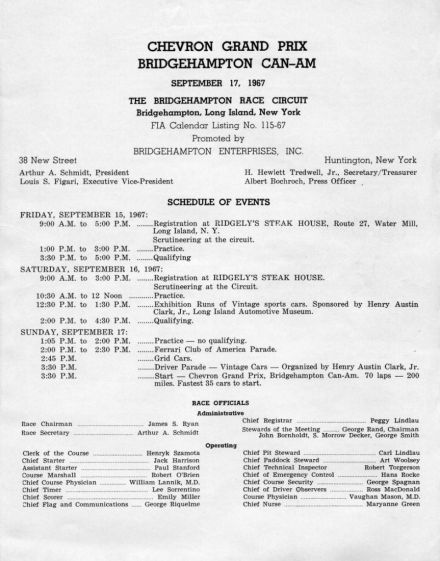 CHEVRON GRAND PRIX
BRIDGEHAMPTON CAN-AM
SEPTEMBER 17, 1967
THE BRIDGEHAMPTON RACE CIRCUIT
Bridgehampton, Long Island, New York
FIA Calendar Listing No. 115-67
Promoted by
BRIDGEHAMPTON ENTERPRISES, INC.
38 New Street Huntington, New York
Arthur A. Schmidt, President H. Hewlett Tredwell, Jr., Secretary/Treasurer
Louis S. Figari, Executive Vice-President Albert Bochroch, Press Officer
SCHEDULE OF EVENTS
FRIDAY, SEPTEMBER 15, 1967:
9:00 A.M. to 5:00 P.M. ........Registration at RIDGELY'S STEAK HOUSE, Route 27, Water Mill,
Long Island, N. Y.
Scrutineering at the circuit.
1:00 P.M. to 3:00 P.M. ........Practice.
3:30 P.M. to 5:00 P.M. ........Qualifying
SATURDAY, SEPTEMBER 16, 1967:
9:00 A.M. to 3:00 P.M. ........Registration at RIDGELY'S STEAK HOUSE.
Scrutineering at the Circuit.
10:30 A.M. to 12 Noon ..........Practice.
12:30 P.M. to 1:30 P.M. ........Exhibition Runs of Vintage sports cars. Sponsored by Henry Austin
Clark, Jr., Long Island Automotive Museum.
2:00 P.M. to 4:30 P.M. ........Qualifying.
SUNDAY, SEPTEMBER 17:
1:05 P.M. to 2:00 P.M. ........Practice — no qualifying.
2:00 P.M. to 2:30 P.M. ........Ferrari Club of America Parade.
2:45 P.M. ........Grid Cars.
3:30 P.M. ........Driver Parade – Vintage Cars – Organized by Henry Austin Clark, Jr.
3:30 P.M. ........Start — Chevron Grand Prix, Bridgehampton Can-Am. 70 laps — 200
miles. Fastest 35 cars to start.
RACE OFFICIALS
Administrative
Race Chairman ........ James S. Ryan
Race Secretary ........ Arthur A. Schmidt
Chief Registrar ........ Peggy Lindlau
Stewards of the Meeting ........ George Rand, Chairman
John Bornholdt, S. Morrow Decker, George Smith
Operating
Clerk of the Course ........ Henryk Szamota
Chief Starter ........ Jack Harrison
Assistant Starter ........ Paul Stanford
Course Marshall ........ Robert O'Brien
Chief Course Physician ........ William Lannik, M.D.
Chief Timer ........ Lee Sorrentino
Chief Scorer ........ Emily Miller
Chief Flag and Communications .... George Riquelme
Chief Pit Steward ........ Carl Lindlau
Chief Paddock Steward ........ Art Woolsey
Chief Technical Inspector ........ Robert Torgerson
Chief of Emergency Control ........ Hans Rocke
Chief Course Security ........ George Spagnan
Chief of Driver Observers ........ Ross MacDonald
Course Physician ........ Vaughan Mason, M.D.
Chief Nurse ........ Maryanne Green